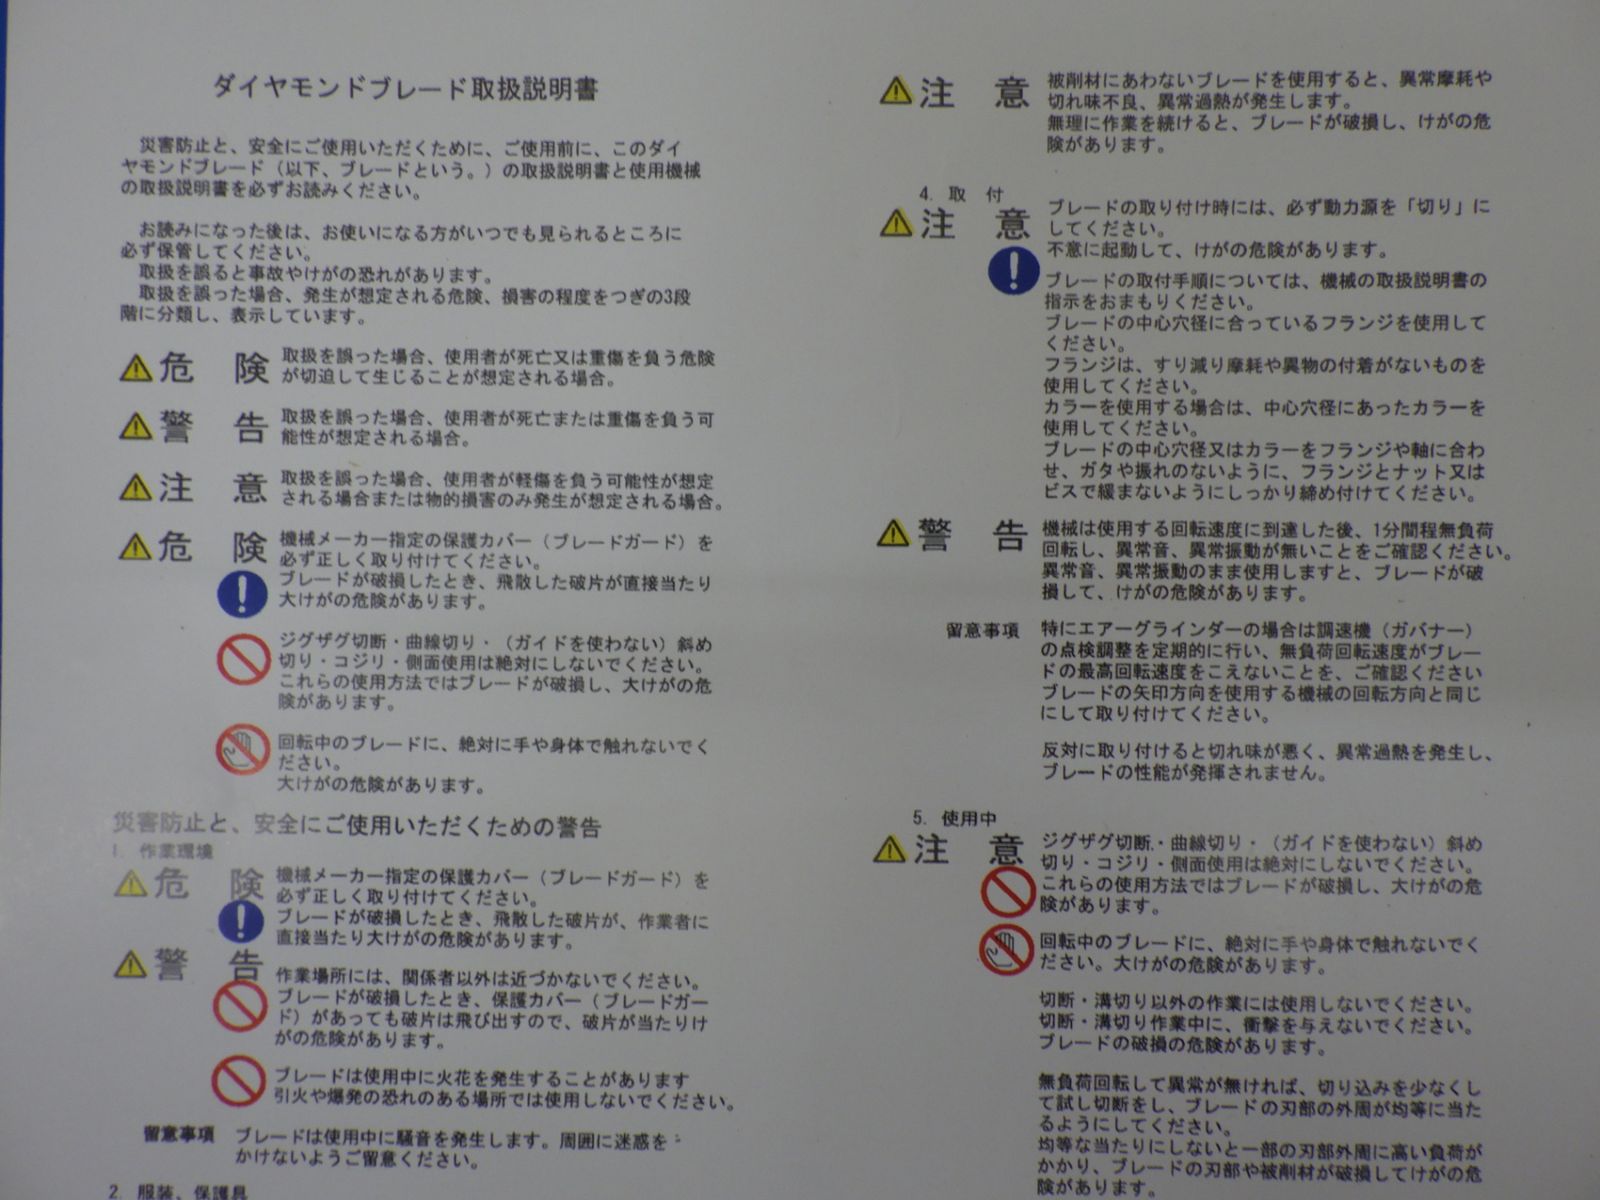 ダイヤモンドブレード取扱説明書
災害防止と、安全にご使用いただくために、ご使用前に、このダイ
ヤモンドブレード（以下、ブレードという。）の取扱説明書と使用機械
の取扱説明書を必ずお読みください。
お読みになった後は、お使いになる方がいつでも見られるところに
必ず保管してください。
取扱を誤ると事故やけがの恐れがあります。
取扱を誤った場合、発生が想定される危険、損害の程度をつぎの3段
階に分類し、表示しています。
危 険 取扱を誤った場合、使用者が死亡又は重傷を負う危険
が切迫して生じることが想定される場合。
警 告 取扱を誤った場合、使用者が死亡または重傷を負う可
能性が想定される場合。
注 意 取扱を誤った場合、使用者が軽傷を負う可能性が想定
される場合または物的損害のみ発生が想定される場合。
危 険 機械メーカー指定の保護カバー（ブレードガード）を
必ず正しく取り付けてください。
ブレードが破損したとき、飛散した破片が直接当たり
大けがの危険があります。
ジグザグ切断・曲線切り・（ガイドを使わない）斜め
切り・コジリ・側面使用は絶対にしないでください。
これらの使用方法ではブレードが破損し、大けがの危
険があります。
回転中のブレードに、絶対に手や身体で触れないでく
ださい。
大けがの危険があります。
災害防止と、安全にご使用いただくための警告
1. 作業環境
危 険 機械メーカー指定の保護カバー（ブレードガード）を
必ず正しく取り付けてください。
ブレードが破損したとき、飛散した破片が、作業者に
直接当たり大けがの危険があります。
警 告 作業場所には、関係者以外は近づかないでください。
ブレードが破損したとき、保護カバー（ブレードガー
ド）があっても破片は飛び出すので、破片が当たりけ
がの危険があります。
ブレードは使用中に火花を発生することがあります
引火や爆発の恐れのある場所では使用しないでください。
留意事項 ブレードは使用中に騒音を発生します。周囲に迷惑を
かけないようご留意ください。
2. 服装、保護具
注 意 被削材にあわないブレードを使用すると、異常摩耗や
切れ味不良、異常過熱が発生します。
無理に作業を続けると、ブレードが破損し、けがの危
険があります。
4. 取 付
注 意 ブレードの取り付け時には、必ず動力源を「切り」に
してください。
不意に起動して、けがの危険があります。
ブレードの取付手順については、機械の取扱説明書の
指示をおまもりください。
ブレードの中心穴径に合っているフランジを使用して
ください。
フランジは、すり減り摩耗や異物の付着がないものを
使用してください。
カラーを使用する場合は、中心穴径にあったカラーを
使用してください。
ブレードの中心穴径又はカラーをフランジや軸に合わ
せ、ガタや振れのないように、フランジとナット又は
ビスで緩まないようにしっかり締め付けてください。
警 告 機械は使用する回転速度に到達した後、1分間程無負荷
回転し、異常音、異常振動が無いことをご確認ください。
異常音、異常振動のまま使用しますと、ブレードが破
損して、けがの危険があります。
留意事項 特にエアーグラインダーの場合は調速機（ガバナー）
の点検調整を定期的に行い、無負荷回転速度がブレー
ドの最高回転速度をこえないことを、ご確認ください
ブレードの矢印方向を使用する機械の回転方向と同じ
にして取り付けてください。
反対に取り付けると切れ味が悪く、異常過熱を発生し、
ブレードの性能が発揮されません。
5. 使用中
注 意 ジグザグ切断・曲線切り・（ガイドを使わない）斜め
切り・コジリ・側面使用は絶対にしないでください。
これらの使用方法ではブレードが破損し、大けがの危
険があります。
回転中のブレードに、絶対に手や身体で触れないでく
ださい。大けがの危険があります。
切断・溝切り以外の作業には使用しないでください。
切断・溝切り作業中に、衝撃を与えないでください。
ブレードの破損の危険があります。
無負荷回転して異常が無ければ、切り込みを少なくし
て試し切断をし、ブレードの刃部の外周が均等に当た
るようにしてください。
均等な当たりにしないと一部の刃部外周に高い負荷が
かかり、ブレードの刃部や被削材が破損してけがの危
険があります。